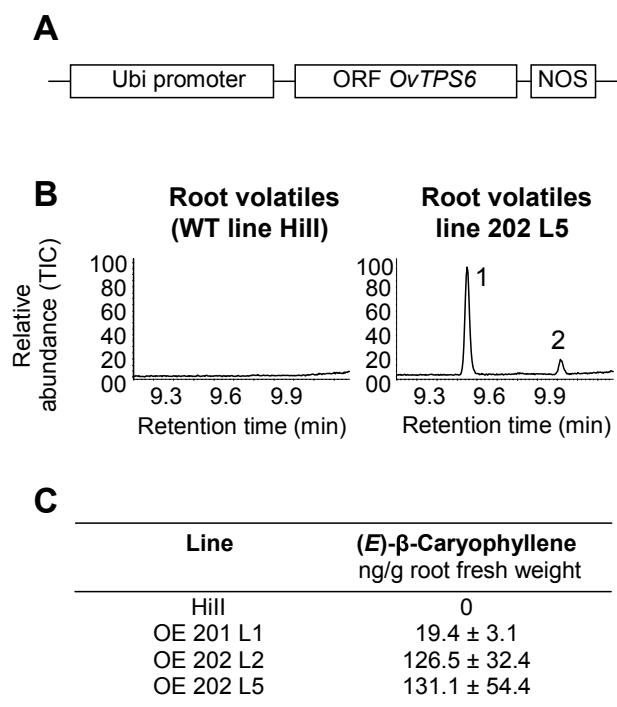 A
Ubi promoter
ORF OvTPS6
NOS
B
Root volatiles
(WT line Hill)
Root volatiles
line 202 L5
Relative
abundance (TIC)
100
80
60
40
20
00
9.3 9.6 9.9
Retention time (min)
100
80
60
40
20
00
1
2
9.3 9.6 9.9
Retention time (min)
C
Line (E)-β-Caryophyllene
ng/g root fresh weight
Hill 0
OE 201 L1 19.4 ± 3.1
OE 202 L2 126.5 ± 32.4
OE 202 L5 131.1 ± 54.4